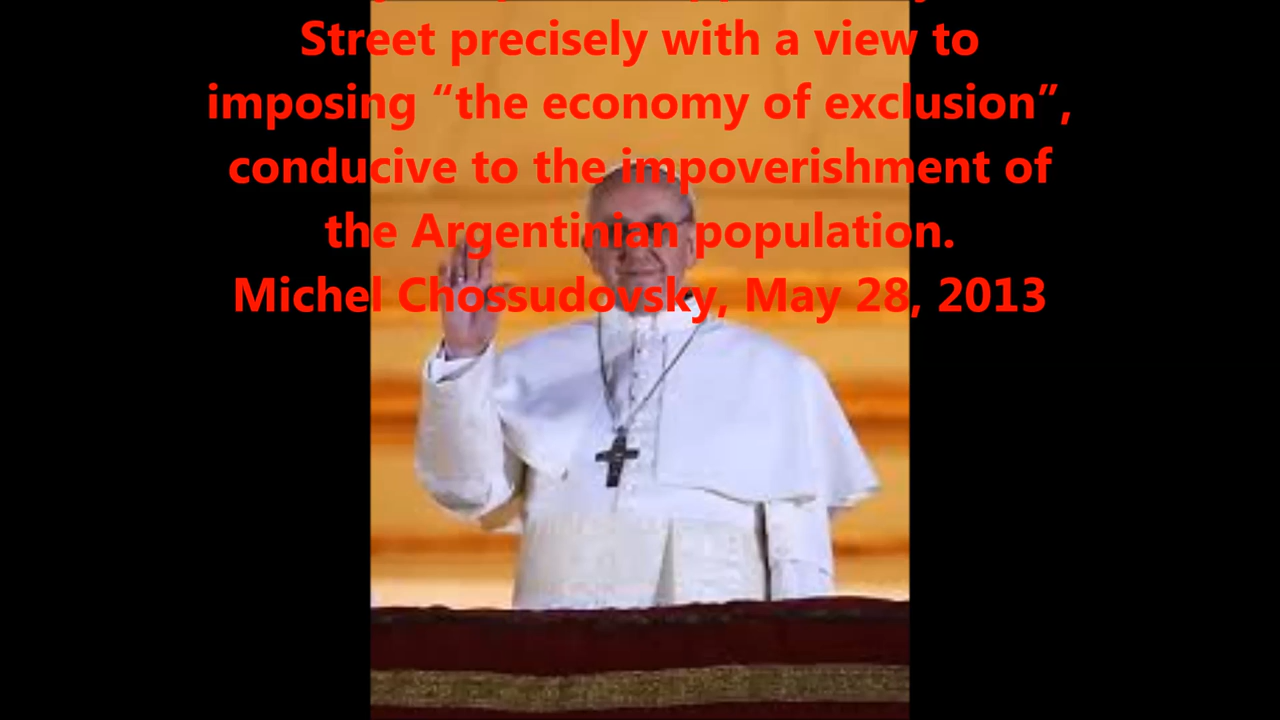 Street precisely with a view to
imposing “the economy of exclusion”,
conducive to the impoverishment of
the Argentinian population.
Michel Chossudovsky, May 28, 2013